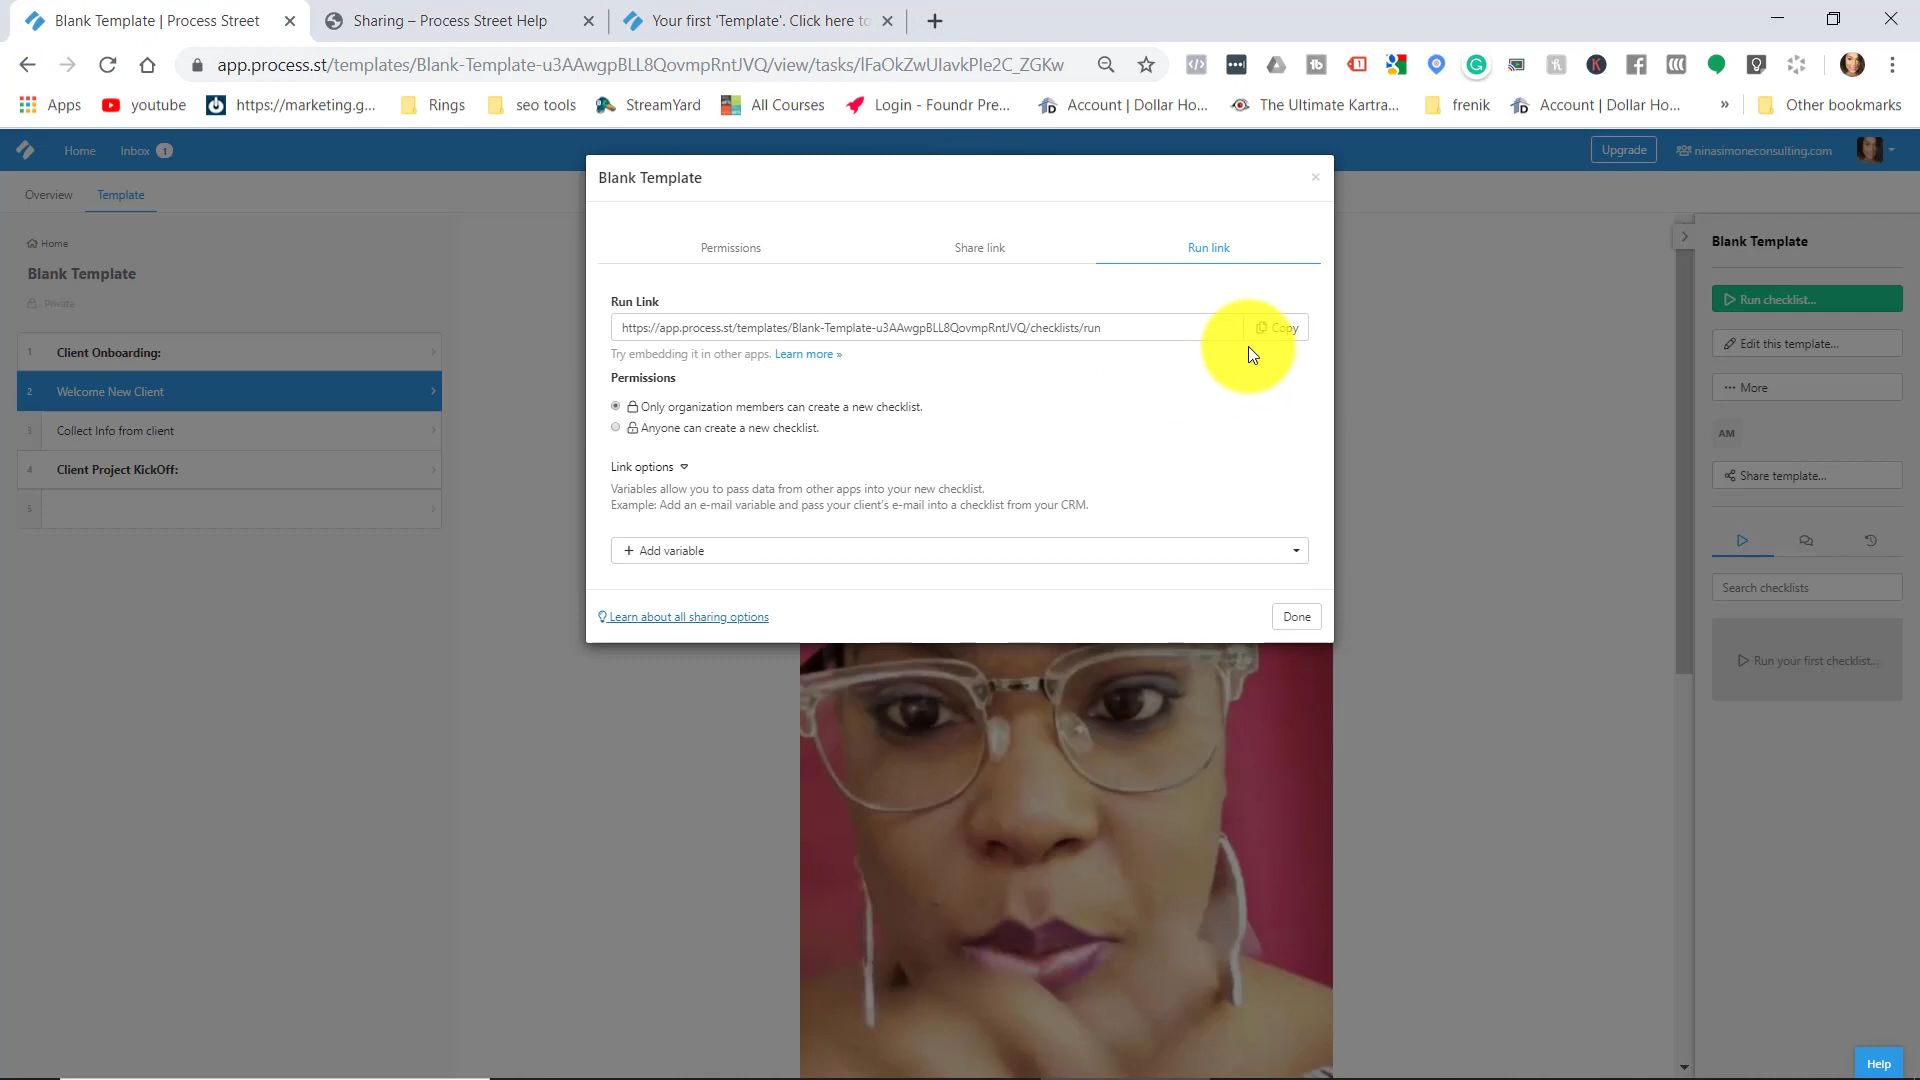 Blank Template | Process Street
Sharing – Process Street Help
Your first 'Template'. Click here to
app.process.st/templates/Blank-Template-u3AAwgpBLL8QovmpRntJVQ/view/tasks/lFaOkZwUIavkPIe2C_ZGKw
Apps
youtube
https://marketing.g...
Rings
seo tools
StreamYard
All Courses
Login - Foundr Pre...
Account | Dollar Ho...
The Ultimate Kartra...
frenik
Account | Dollar Ho...
»
Other bookmarks
Home
Inbox 1
Upgrade
ninasimoneconsulting.com
Overview
Template
Home
Blank Template
Private
1 Client Onboarding:
2 Welcome New Client
3 Collect Info from client
4 Client Project KickOff:
5
Blank Template
Permissions
Share link
Run link
Run Link
https://app.process.st/templates/Blank-Template-u3AAwgpBLL8QovmpRntJVQ/checklists/run
Copy
Try embedding it in other apps. Learn more »
Permissions
Only organization members can create a new checklist.
Anyone can create a new checklist.
Link options
Variables allow you to pass data from other apps into your new checklist.
Example: Add an e-mail variable and pass your client's e-mail into a checklist from your CRM.
+ Add variable
Learn about all sharing options
Done
Blank Template
Run checklist...
Edit this template...
More
AM
Share template...
Search checklists
Run your first checklist...
Help